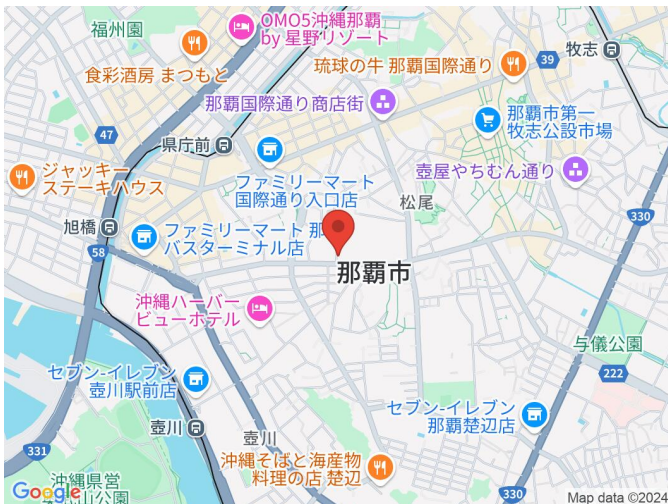 福州園
OMO5沖縄那覇
by 星野リゾート
食彩酒房 まつもと
琉球の牛 那覇国際通り
牧志
39
那覇国際通り商店街
那覇市第一
牧志公設市場
47
県庁前
ジャッキー
ステーキハウス
ファミリーマート
国際通り入口店
壺屋やちむん通り
松尾
330
旭橋
58
ファミリーマート 那
バスターミナル店
那覇市
沖縄ハーバー
ビューホテル
与儀公園
222
セブン-イレブン
壺川駅前店
セブン-イレブン
那覇楚辺店
壺川
壺川
331
沖縄そばと海産物
料理の店 楚辺
沖縄県営
山公園
330
Google
Map data ©2024